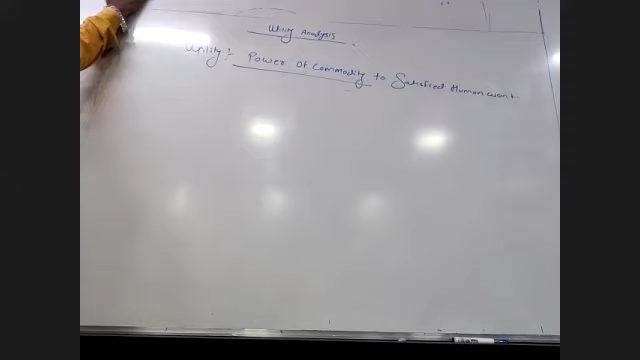 Utility Analysis
Utility :- Power Of Commodity to Satisfied Human want.